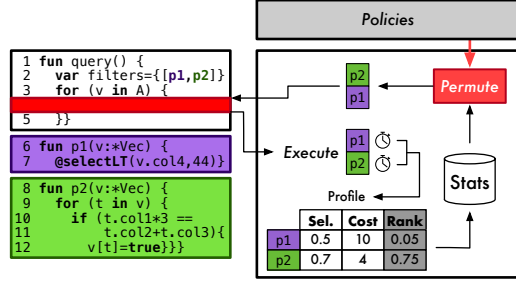 Policies
1 fun query() {
2 var filters={[p1,p2]}
3 for (v in A) {
5 }}
6 fun p1(v:*Vec) {
7 @selectLT(v.col4,44)}
8 fun p2(v:*Vec) {
9 for (t in v) {
10 if (t.col1*3 ==
11 t.col2+t.col3){
12 v[t]=true}}}
p2
p1
Permute
Execute
p1
p2
Profile
Stats
Sel. Cost Rank
p1 0.5 10 0.05
p2 0.7 4 0.75